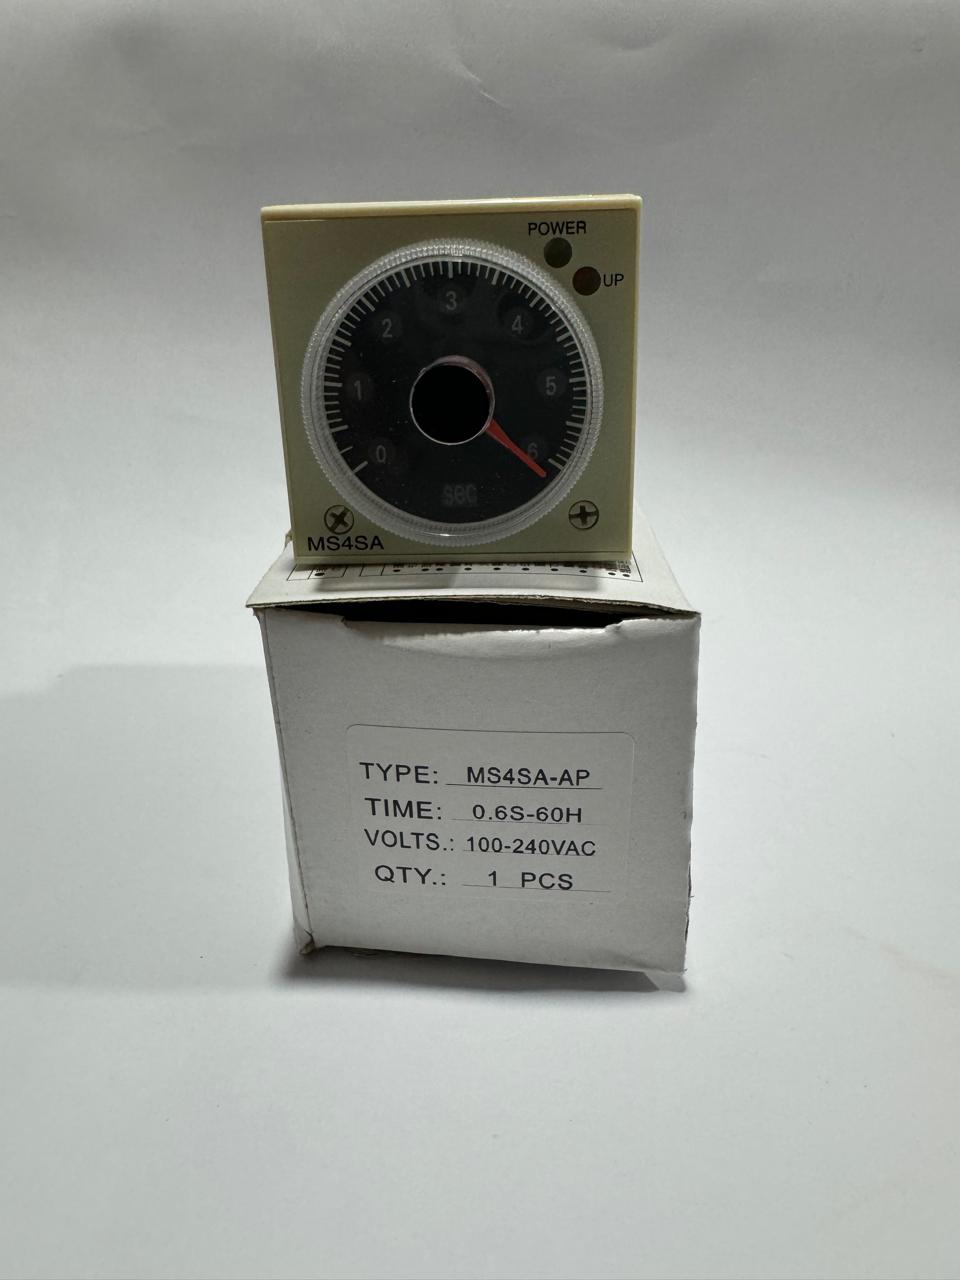 POWER
UP
3
2
4
1
5
0
6
sec
MS4SA
TYPE: MS4SA-AP
TIME: 0.6S-60H
VOLTS.: 100-240VAC
QTY.: 1 PCS